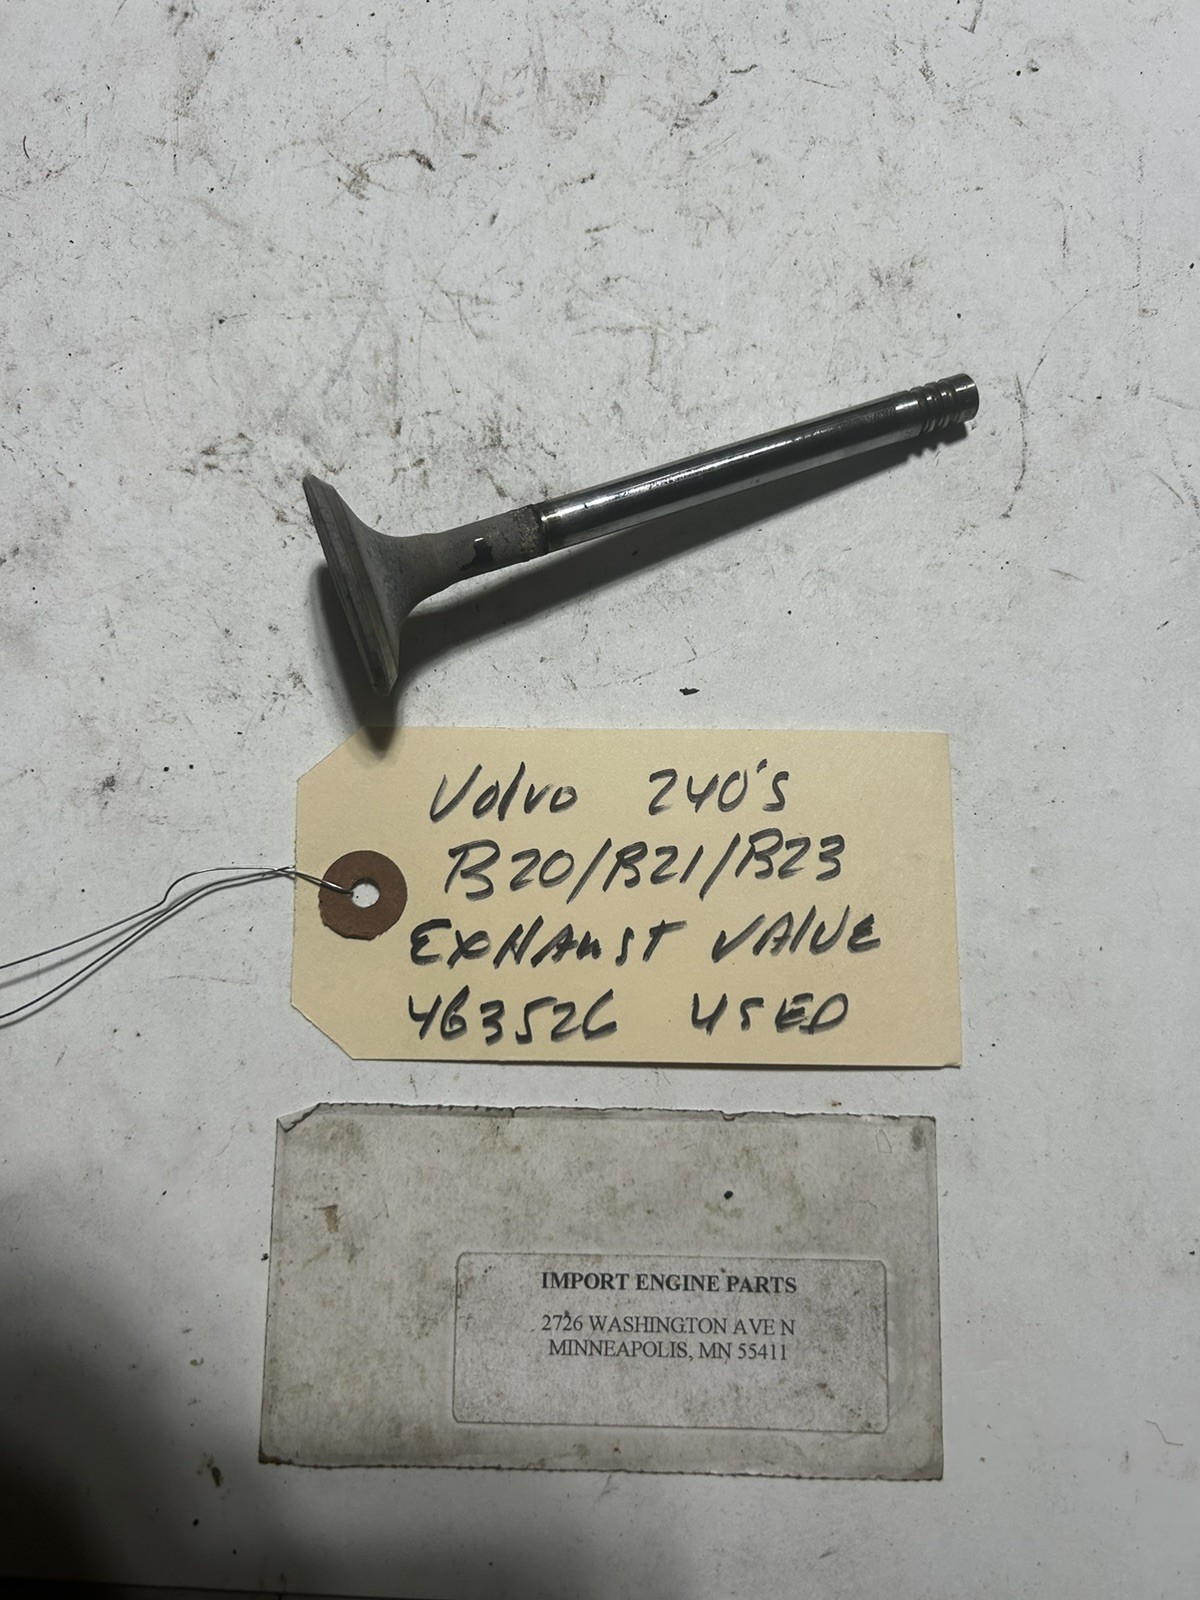 Volvo 240's
B20/B21/B23
EXHAUST VALVE
463526 USED
IMPORT ENGINE PARTS
2726 WASHINGTON AVE N
MINNEAPOLIS, MN 55411